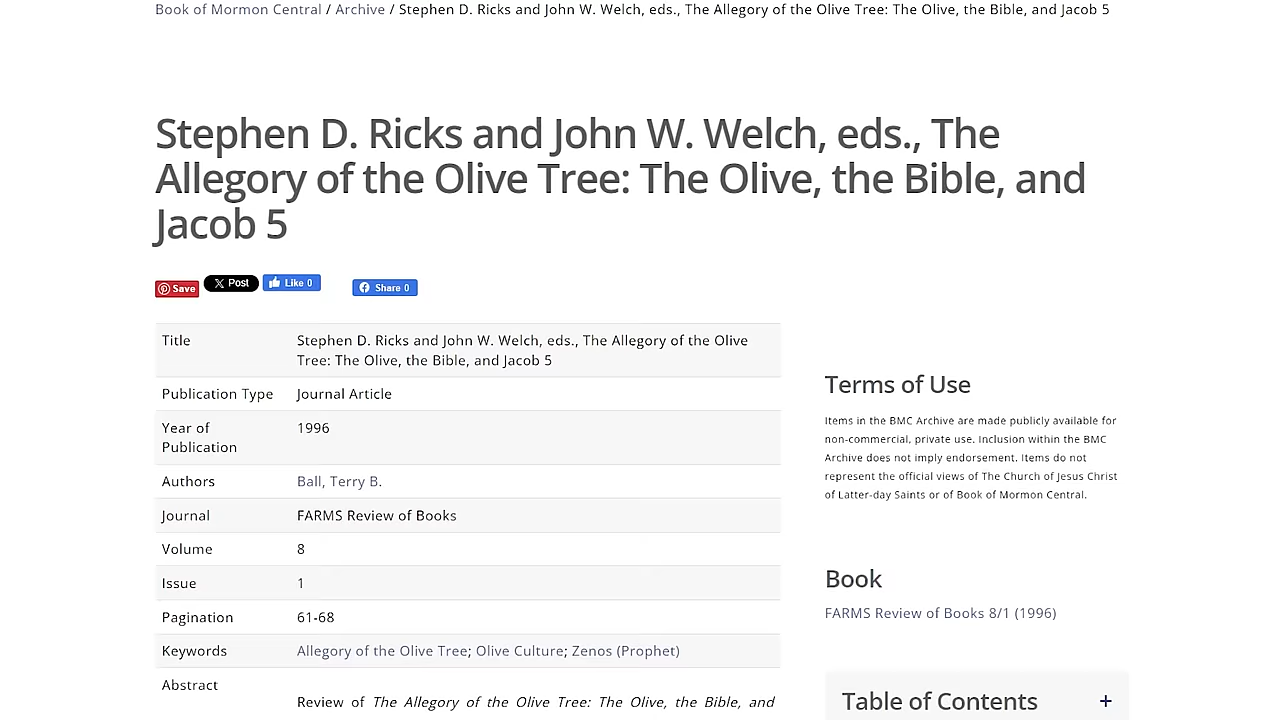 Book of Mormon Central / Archive / Stephen D. Ricks and John W. Welch, eds., The Allegory of the Olive Tree: The Olive, the Bible, and Jacob 5
Stephen D. Ricks and John W. Welch, eds., The
Allegory of the Olive Tree: The Olive, the Bible, and
Jacob 5
Save Post Like 0 Share 0
Title Stephen D. Ricks and John W. Welch, eds., The Allegory of the Olive
Tree: The Olive, the Bible, and Jacob 5
Publication Type Journal Article
Year of 1996
Publication
Authors Ball, Terry B.
Journal FARMS Review of Books
Volume 8
Issue 1
Pagination 61-68
Keywords Allegory of the Olive Tree; Olive Culture; Zenos (Prophet)
Abstract
Review of The Allegory of the Olive Tree: The Olive, the Bible, and
Terms of Use
Items in the BMC Archive are made publicly available for
non-commercial, private use. Inclusion within the BMC
Archive does not imply endorsement. Items do not
represent the official views of The Church of Jesus Christ
of Latter-day Saints or of Book of Mormon Central.
Book
FARMS Review of Books 8/1 (1996)
Table of Contents +